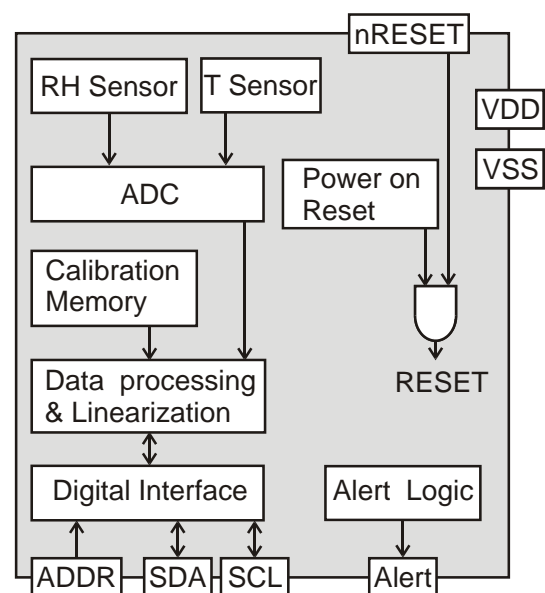 nRESET
RH Sensor
T Sensor
VDD
VSS
ADC
Power on
Reset
Calibration
Memory
RESET
Data processing
& Linearization
Digital Interface
Alert Logic
ADDR
SDA
SCL
Alert